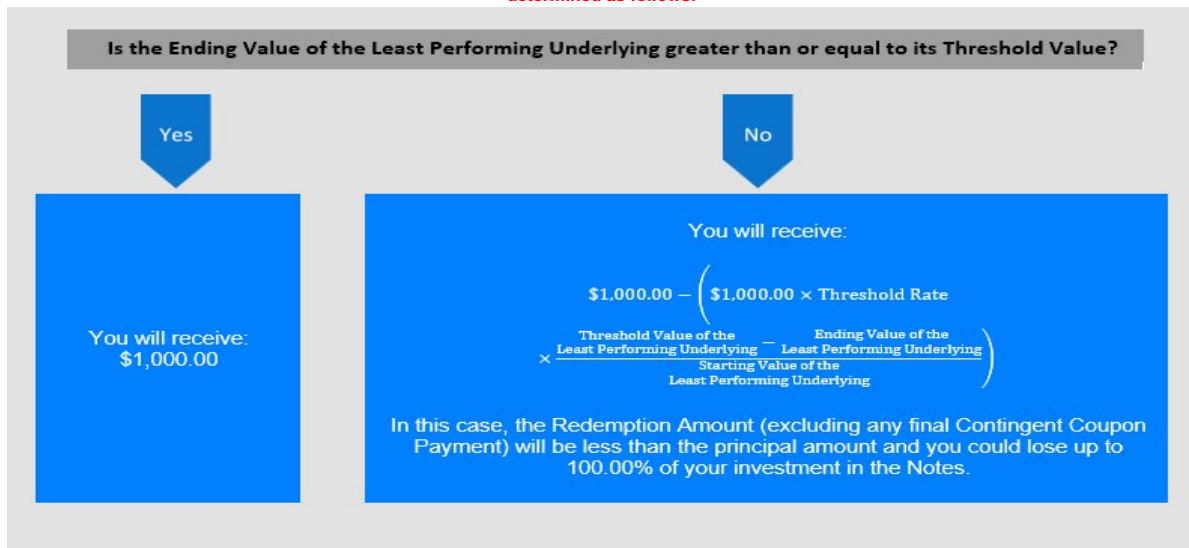 Is the Ending Value of the Least Performing Underlying greater than or equal to its Threshold Value?
Yes
No
You will receive:
$1,000.00
You will receive:
$1,000.00 − ( $1,000.00 × Threshold Rate
× Threshold Value of the Least Performing Underlying − Ending Value of the Least Performing Underlying
Starting Value of the
Least Performing Underlying )
In this case, the Redemption Amount (excluding any final Contingent Coupon
Payment) will be less than the principal amount and you could lose up to
100.00% of your investment in the Notes.